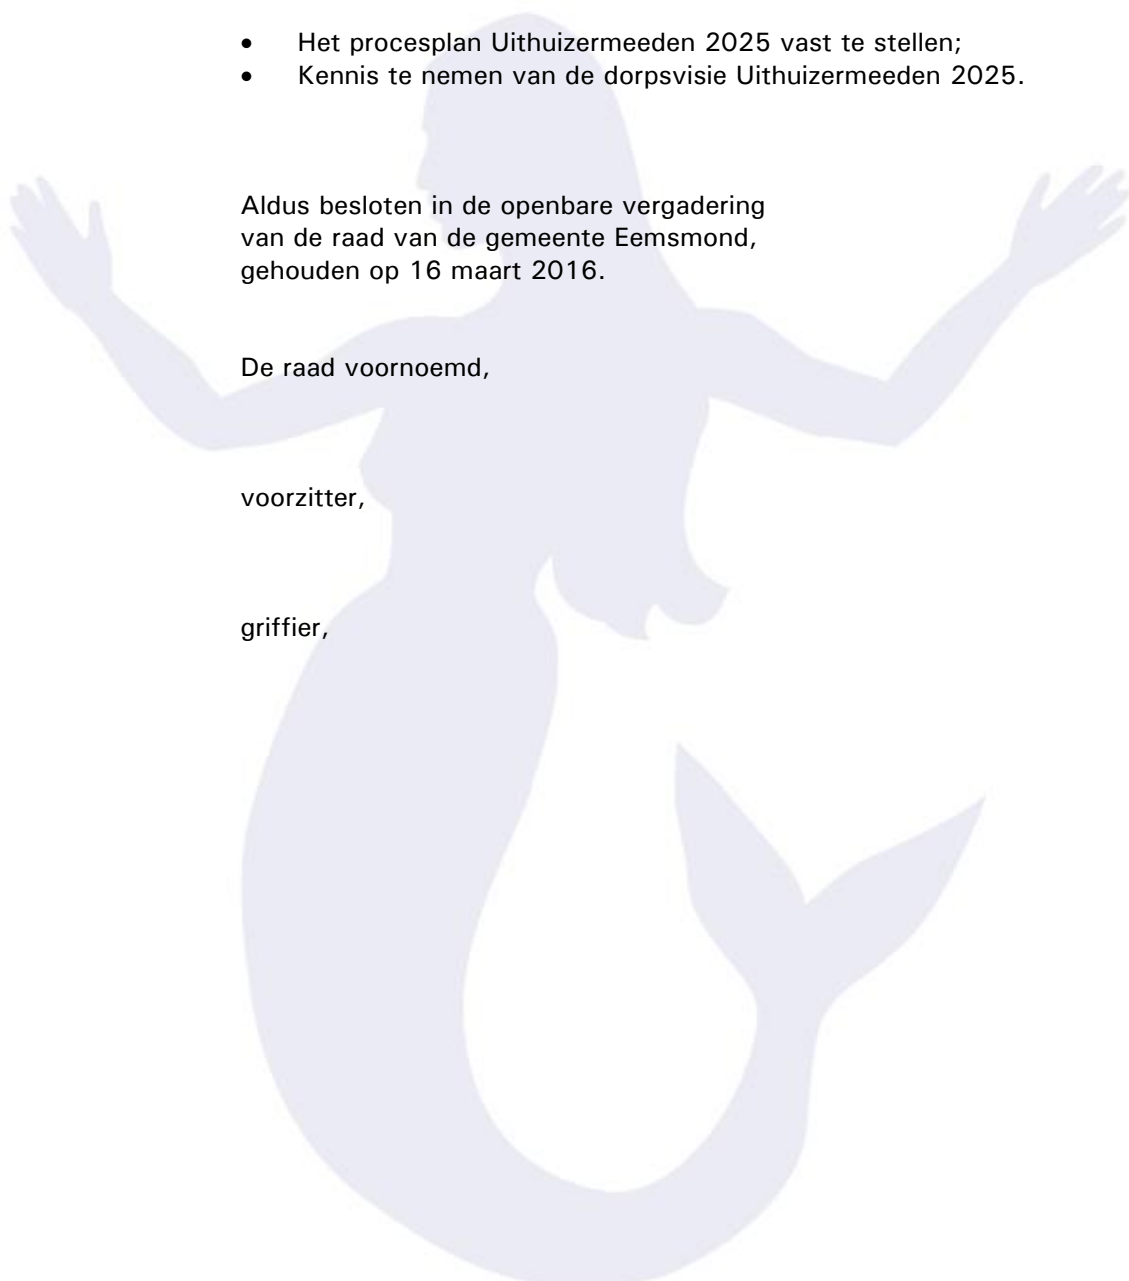 • Het procesplan Uithuizermeeden 2025 vast te stellen;
• Kennis te nemen van de dorpsvisie Uithuizermeeden 2025.
Aldus besloten in de openbare vergadering
van de raad van de gemeente Eemsmond,
gehouden op 16 maart 2016.
De raad voornoemd,
voorzitter,
griffier,